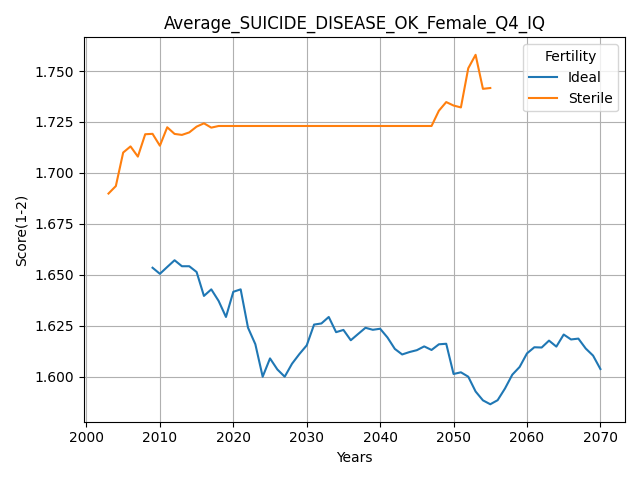 Average_SUICIDE_DISEASE_OK_Female_Q4_IQ
Fertility
Ideal
Sterile
Score(1-2)
1.750
1.725
1.700
1.675
1.650
1.625
1.600
2000 2010 2020 2030 2040 2050 2060 2070
Years